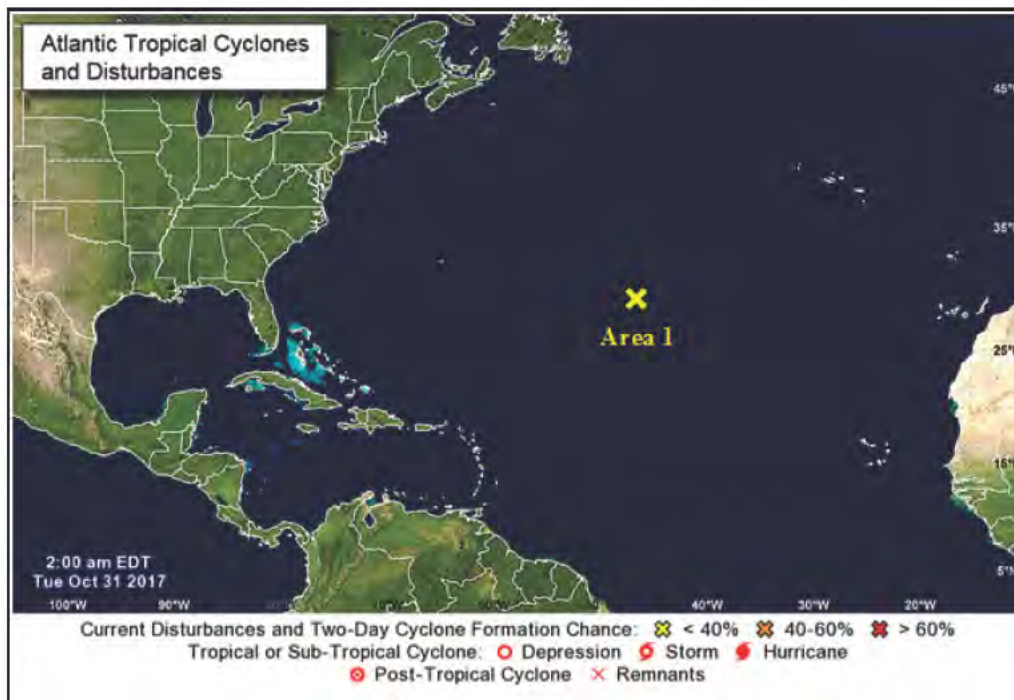 Atlantic Tropical Cyclones
and Disturbances
45°
35°
Area 1
25°
15°
2:00 am EDT
Tue Oct 31 2017
5°N
100°W 90°W 40°W 30°W 20°W
Current Disturbances and Two-Day Cyclone Formation Chance: < 40% 40-60% > 60%
Tropical or Sub-Tropical Cyclone: Depression Storm Hurricane
Post-Tropical Cyclone Remnants